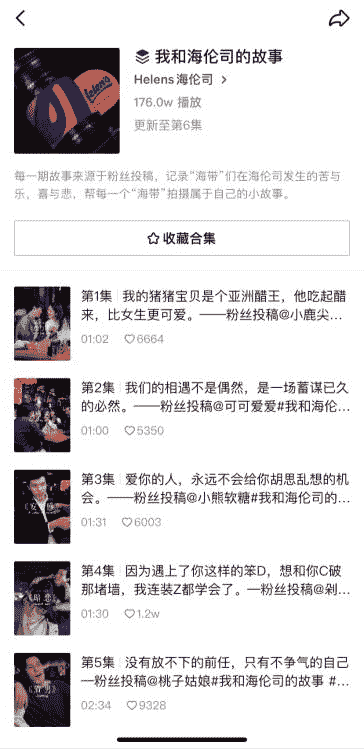 我和海伦司的故事
Helens海伦司
176.0w 播放
更新至第6集
每一期故事来源于粉丝投稿，记录“海带”们在海伦司发生的苦与
乐，喜与悲，帮每一个“海带”拍摄属于自己的小故事。
收藏合集
第1集 我的猪猪宝贝是个亚洲醋王，他吃起醋
来，比女生更可爱。——粉丝投稿@小鹿尖...
01:02 6664
第2集 我们的相遇不是偶然，是一场蓄谋已久
的必然。——粉丝投稿@可可爱爱#我和海伦...
01:00 5350
第3集 爱你的人，永远不会给你胡思乱想的机
会。——粉丝投稿@小熊软糖#我和海伦司的...
01:31 6003
第4集 因为遇上了你这样的笨D，想和你C破
那堵墙，我连装Z都学会了。—粉丝投稿@剁...
01:30 1.2w
第5集 没有放不下的前任，只有不争气的自己
—粉丝投稿@桃子姑娘#我和海伦司的故事 #...
02:34 9328